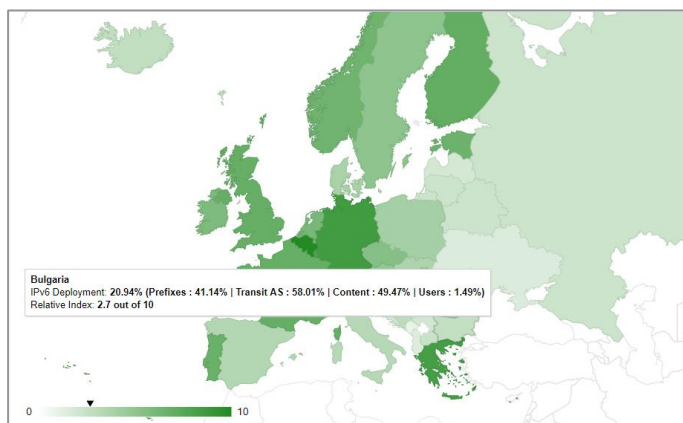 Bulgaria
IPv6 Deployment: 20.94% (Prefixes : 41.14% | Transit AS : 58.01% | Content : 49.47% | Users : 1.49%)
Relative Index: 2.7 out of 10
0 10